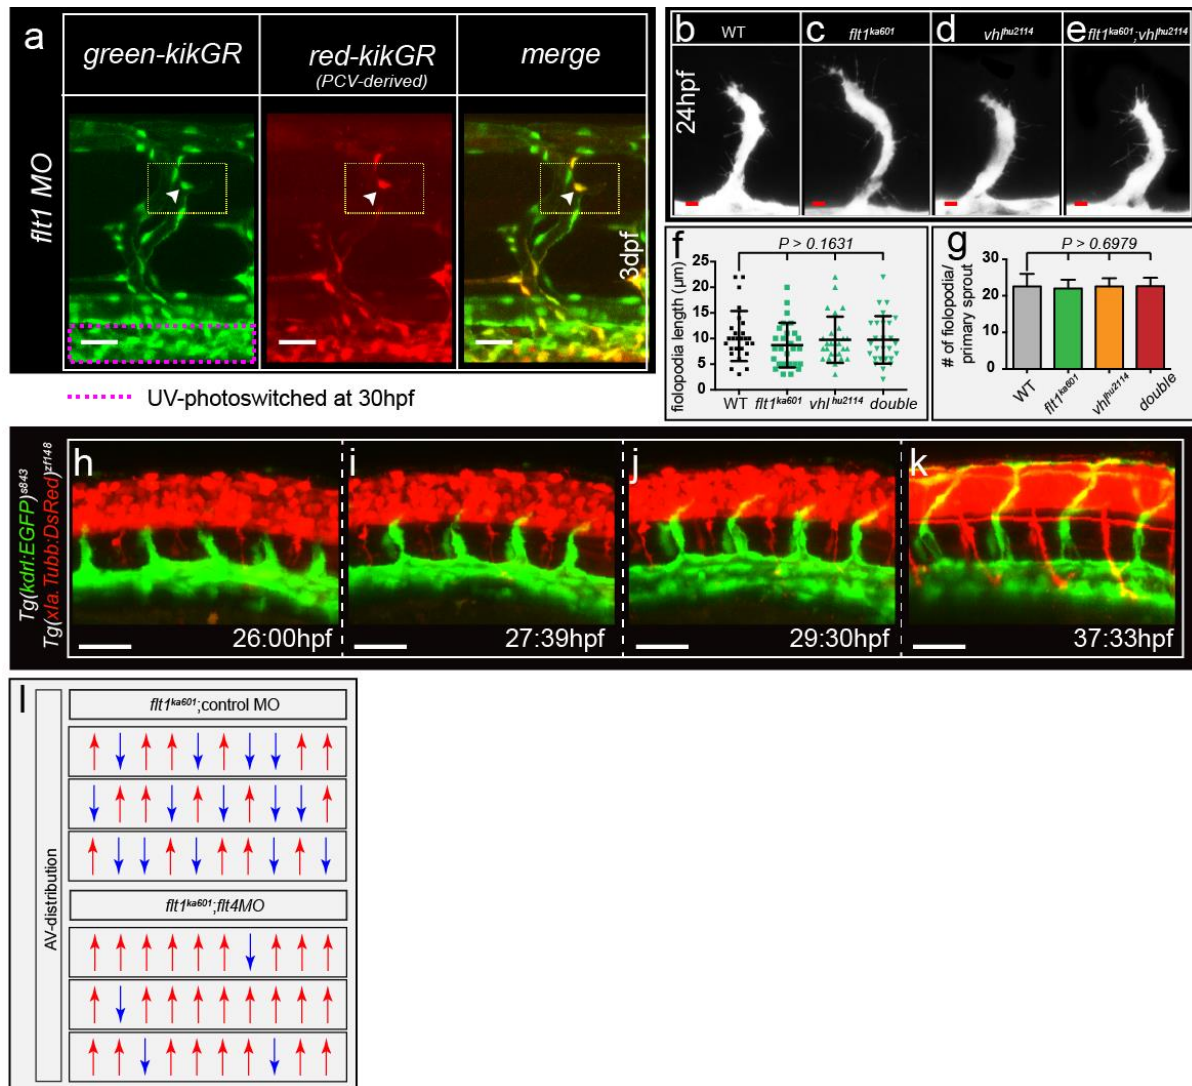 a
green-kikGR
red-kikGR
(PCV-derived)
merge
flt1 MO
3dpf
UV-photoswitched at 30hpf
b WT
c flt1ka601
d vhlhu2114
e flt1ka601;vhlhu2114
24hpf
f
P > 0.1631
fiolopodia length (µm)
25
20
15
10
5
0
WT flt1ka601 vhlhu2114 double
g
P > 0.6979
# of fiolopodia/
primary sprout
30
20
10
0
WT flt1ka601 vhlhu2114 double
Tg(kdrl:EGFP)s843
Tg(xla.Tubb:DsRed)zf148
h
26:00hpf
i
27:39hpf
j
29:30hpf
k
37:33hpf
l
AV-distribution
flt1ka601;control MO
flt1ka601;flt4MO